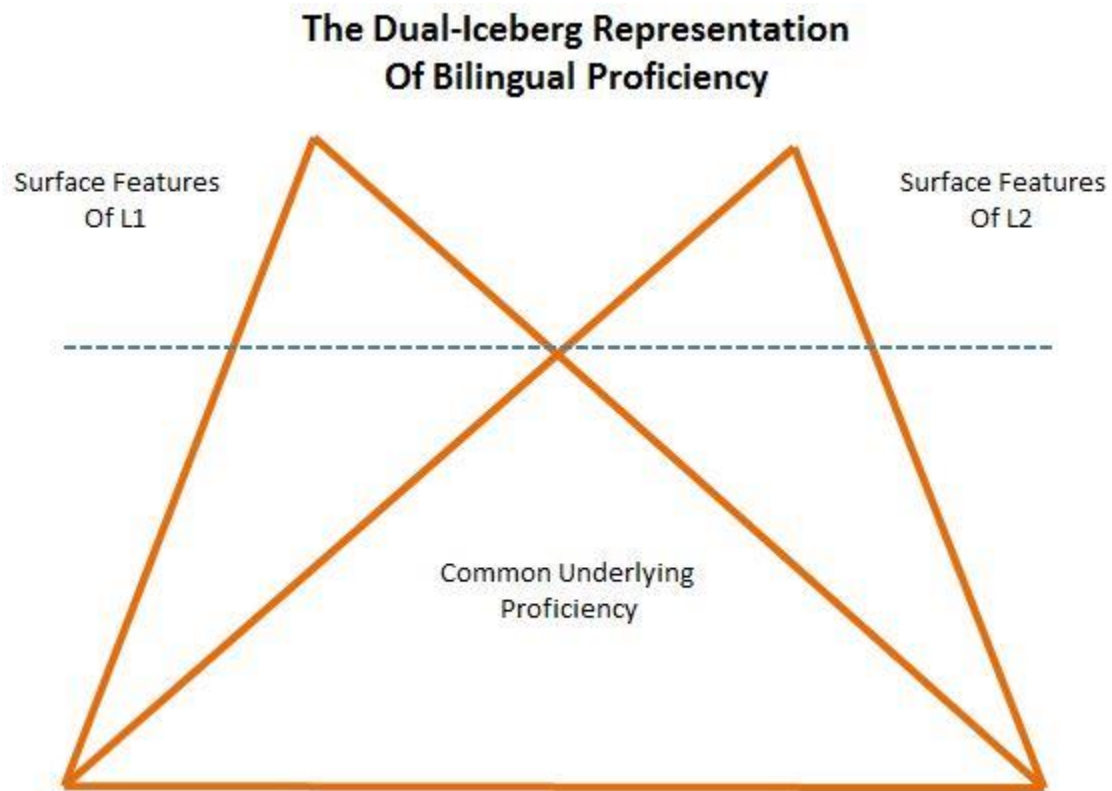 The Dual-Iceberg Representation
Of Bilingual Proficiency
Surface Features
Of L1
Surface Features
Of L2
Common Underlying
Proficiency